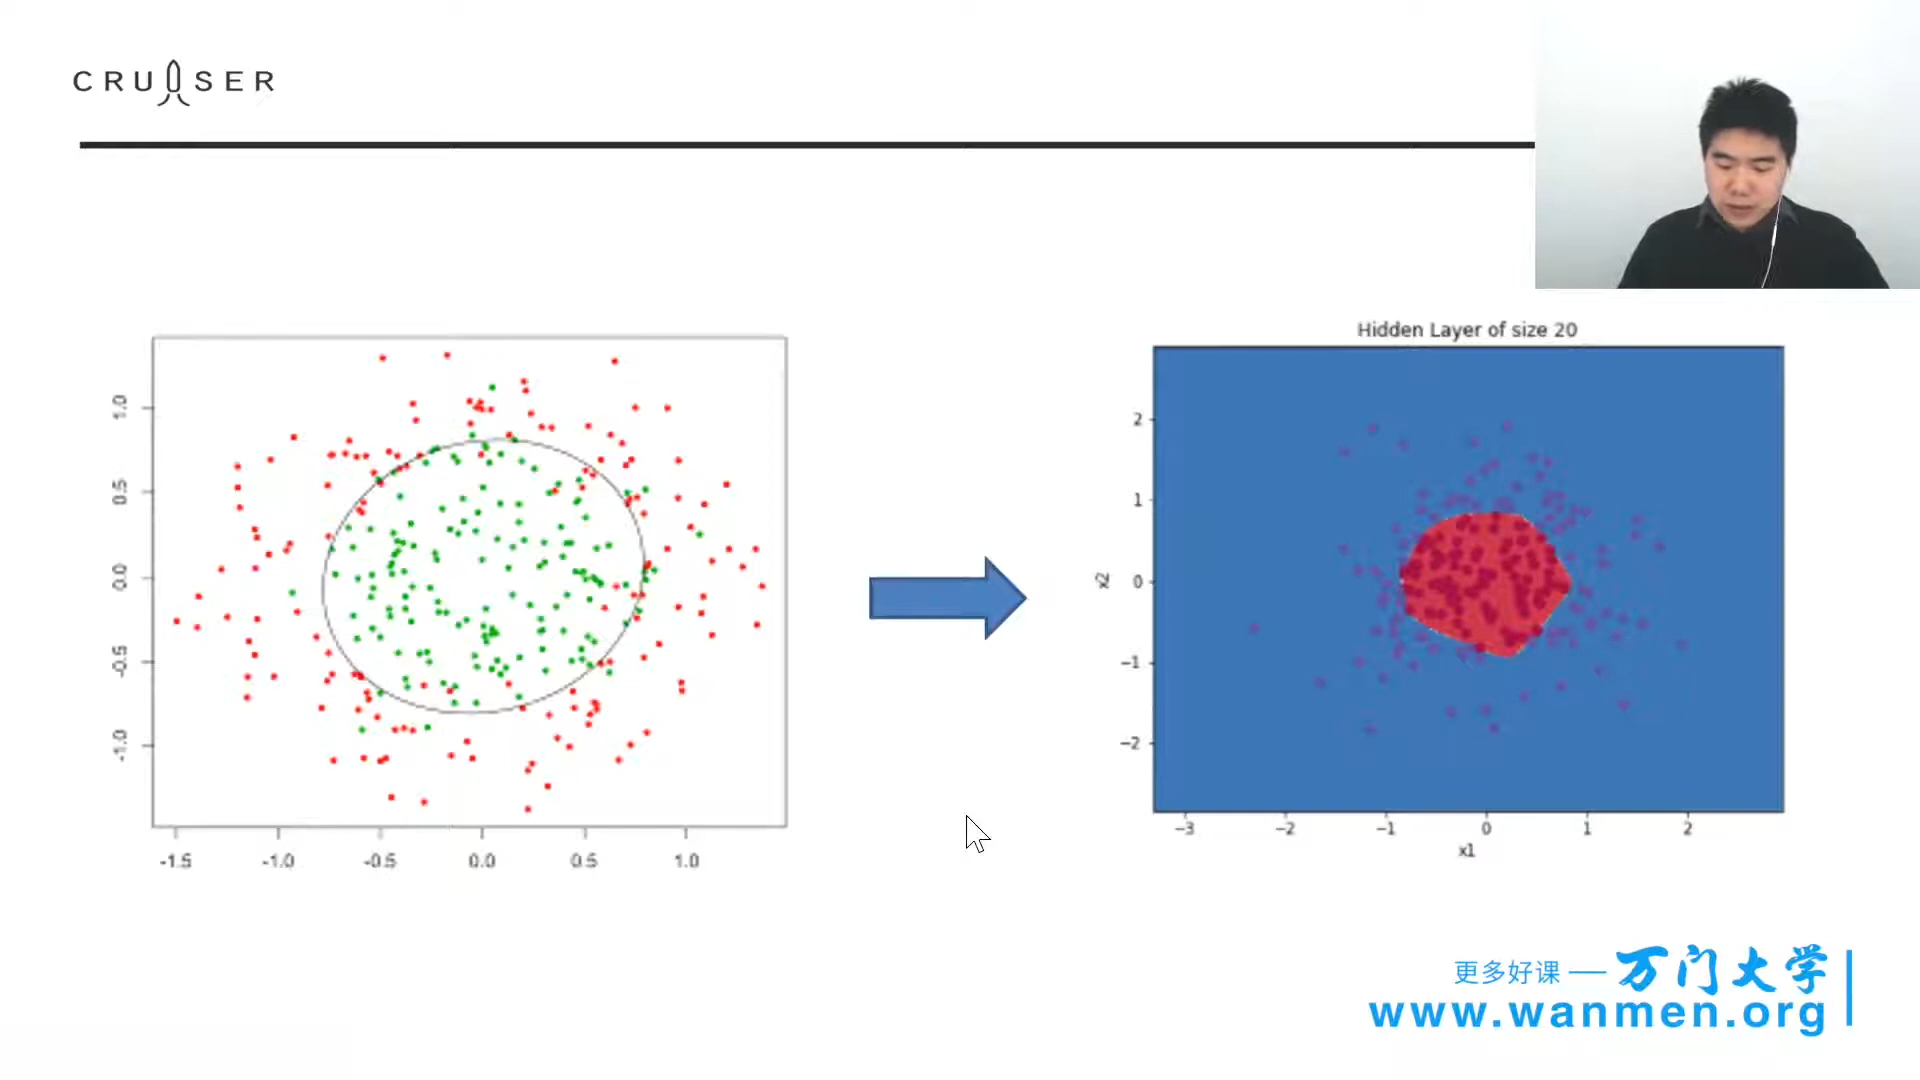 CRUISER
Hidden Layer of size 20
1.0
0.5
0.0
-0.5
-1.0
-1.5 -1.0 -0.5 0.0 0.5 1.0
x2
2
1
0
−1
−2
−3 −2 −1 0 1 2
x1
更多好课 — 万门大学
www.wanmen.org